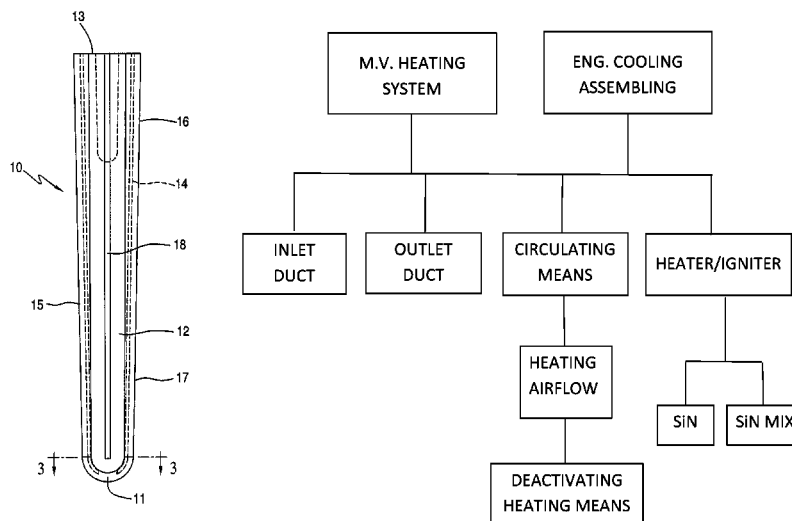 13
16
10
14
18
15
12
17
3
3
11
M.V. HEATING
SYSTEM
ENG. COOLING
ASSEMBLING
INLET
DUCT
OUTLET
DUCT
CIRCULATING
MEANS
HEATER/IGNITER
HEATING
AIRFLOW
SiN
SiN MIX
DEACTIVATING
HEATING MEANS